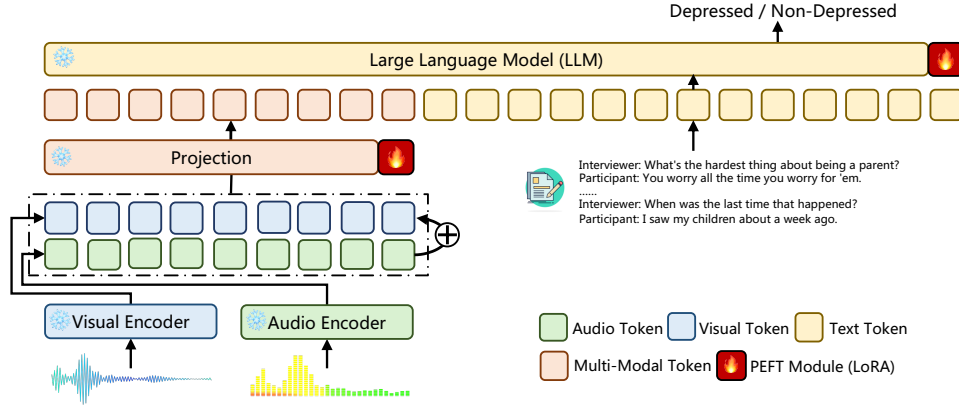 Depressed / Non-Depressed
Large Language Model (LLM)
Projection
Interviewer: What's the hardest thing about being a parent?
Participant: You worry all the time you worry for 'em.
......
Interviewer: When was the last time that happened?
Participant: I saw my children about a week ago.
Visual Encoder
Audio Encoder
Audio Token
Visual Token
Text Token
Multi-Modal Token
PEFT Module (LoRA)